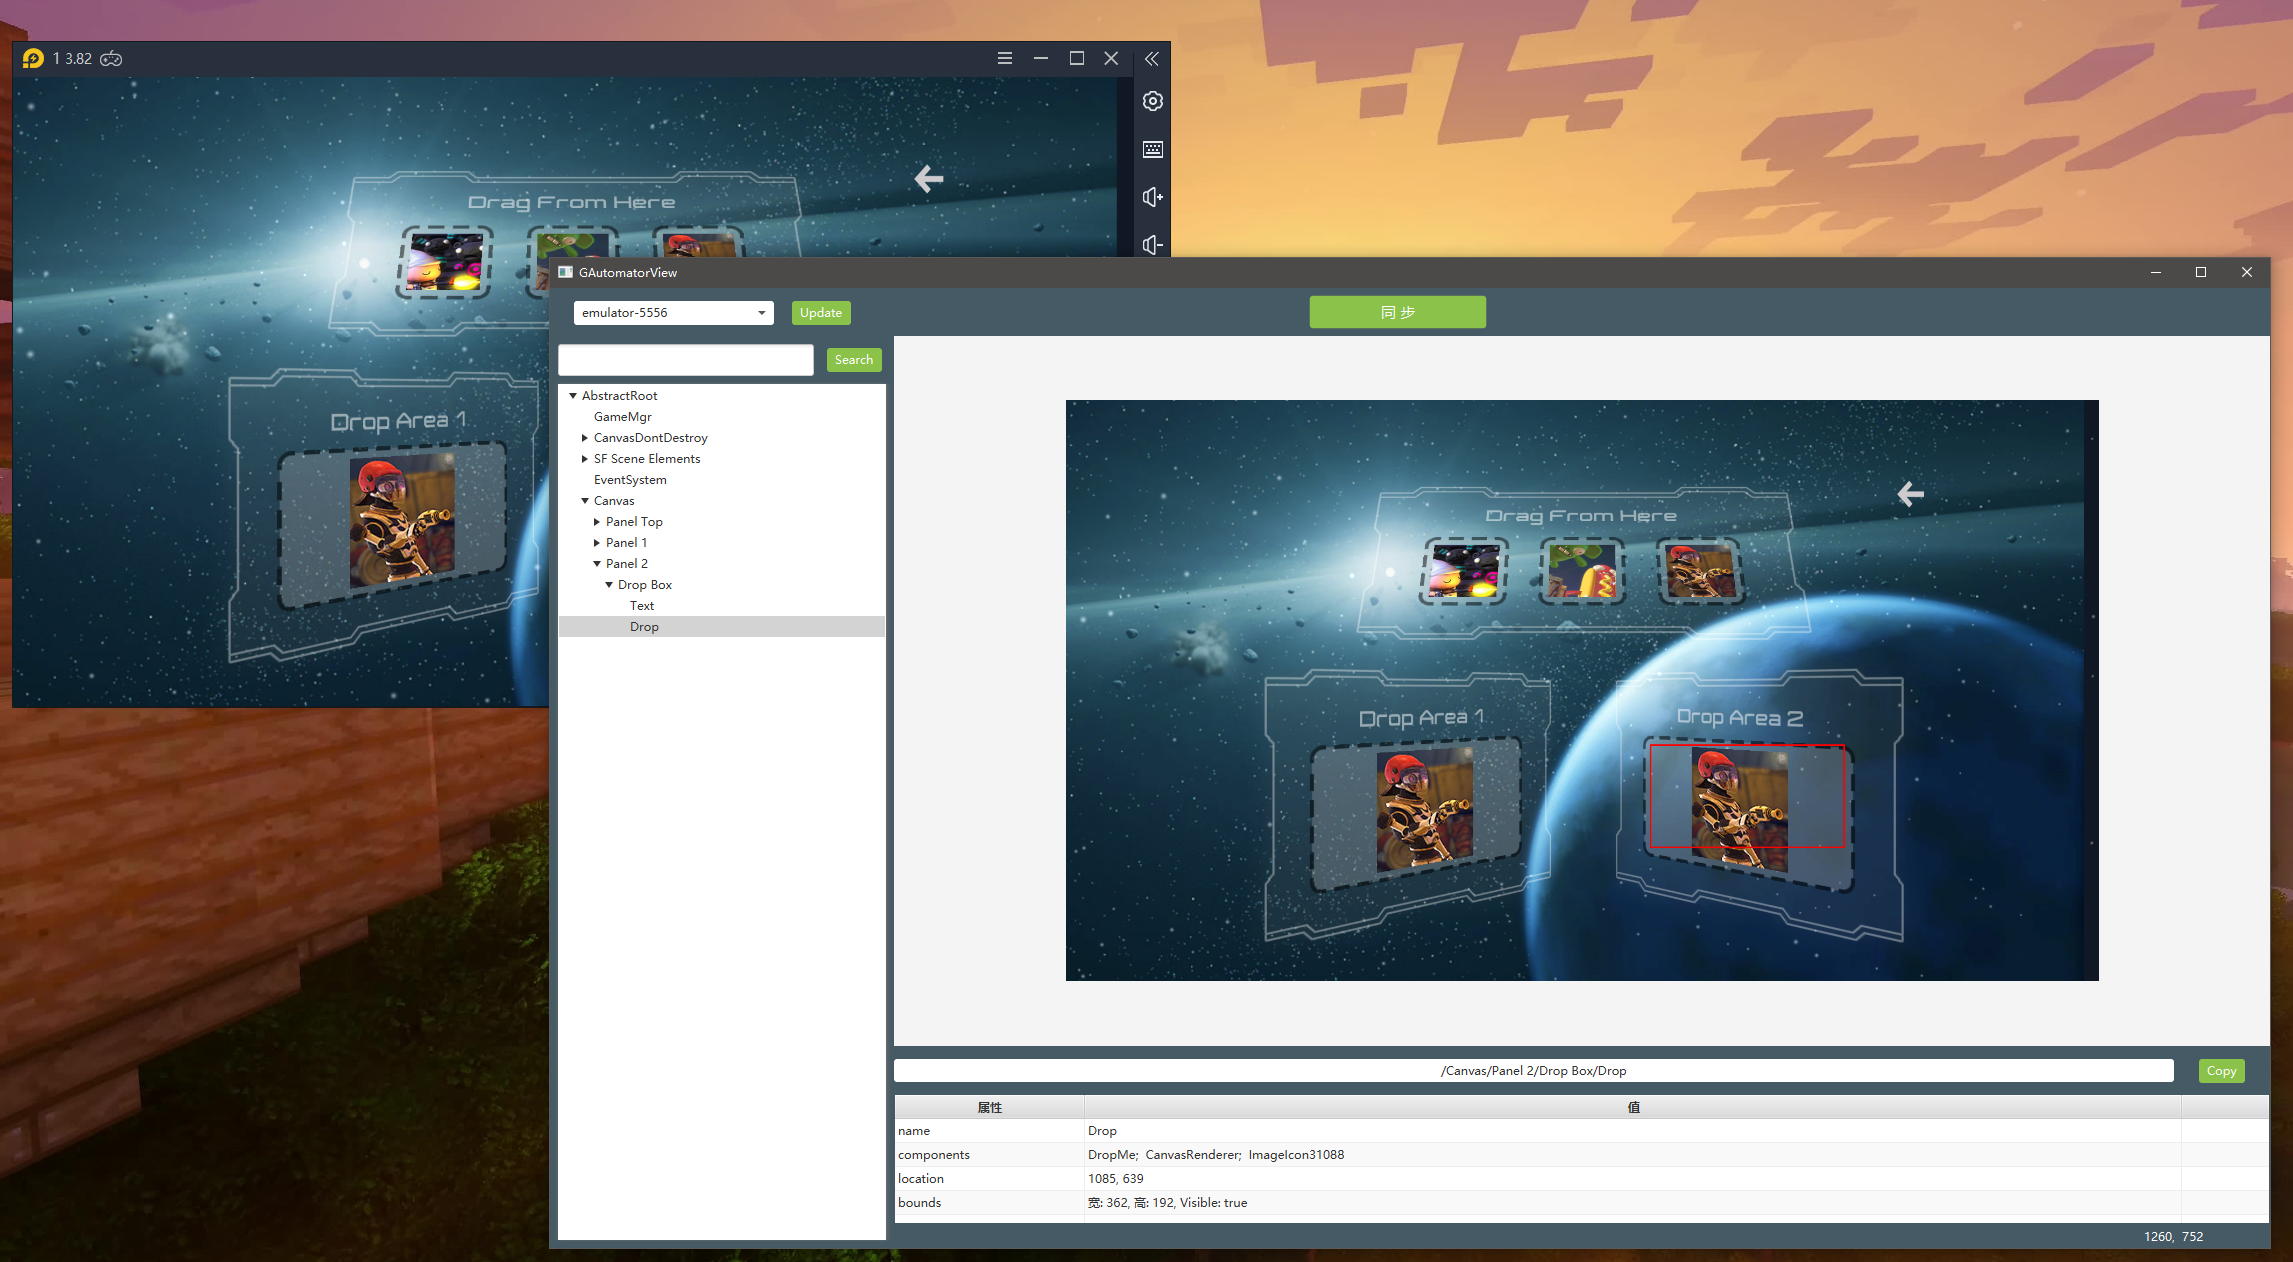 1 3.82
Drag From Here
Drop Area 1
GAutomatorView
emulator-5556
Update
同 步
Search
AbstractRoot
GameMgr
CanvasDontDestroy
SF Scene Elements
EventSystem
Canvas
Panel Top
Panel 1
Panel 2
Drop Box
Text
Drop
Drag From Here
Drop Area 1
Drop Area 2
/Canvas/Panel 2/Drop Box/Drop
Copy
属性 值
name Drop
components DropMe; CanvasRenderer; ImageIcon31088
location 1085, 639
bounds 宽: 362, 高: 192, Visible: true
1260, 752